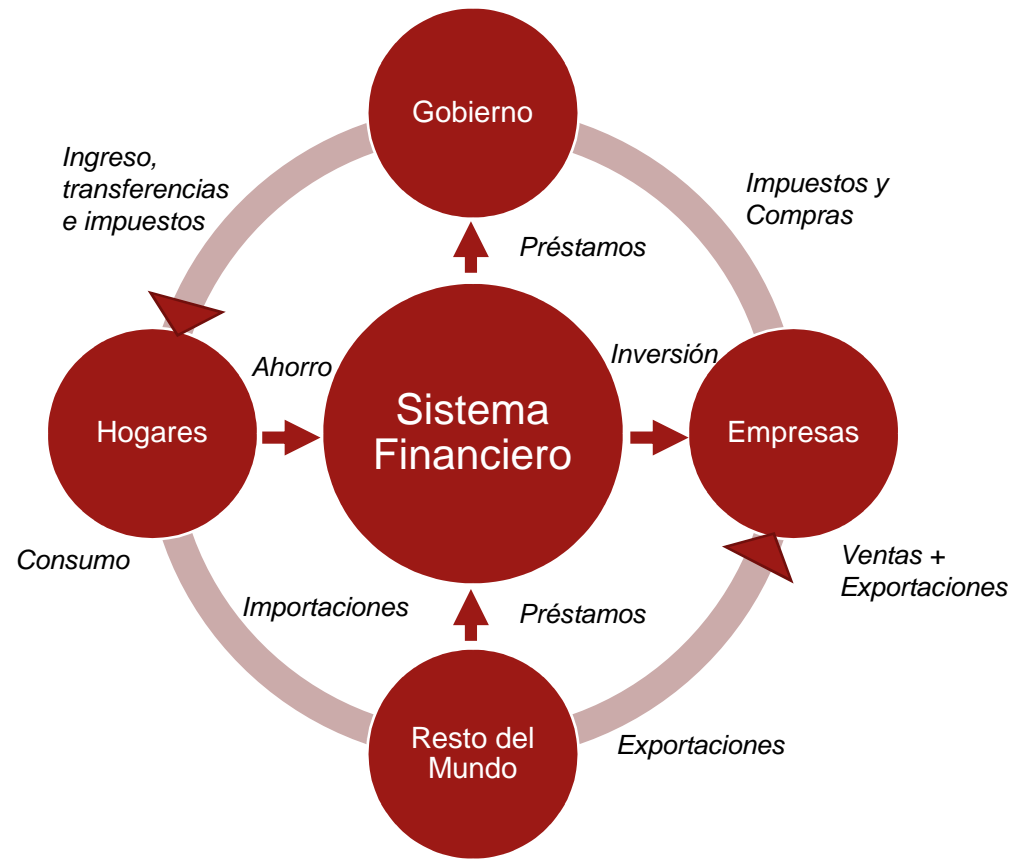 Gobierno
Ingreso,
transferencias
e impuestos
Impuestos y
Compras
Préstamos
Ahorro
Inversión
Hogares
Sistema
Financiero
Empresas
Consumo
Ventas +
Exportaciones
Importaciones
Préstamos
Resto del
Mundo
Exportaciones